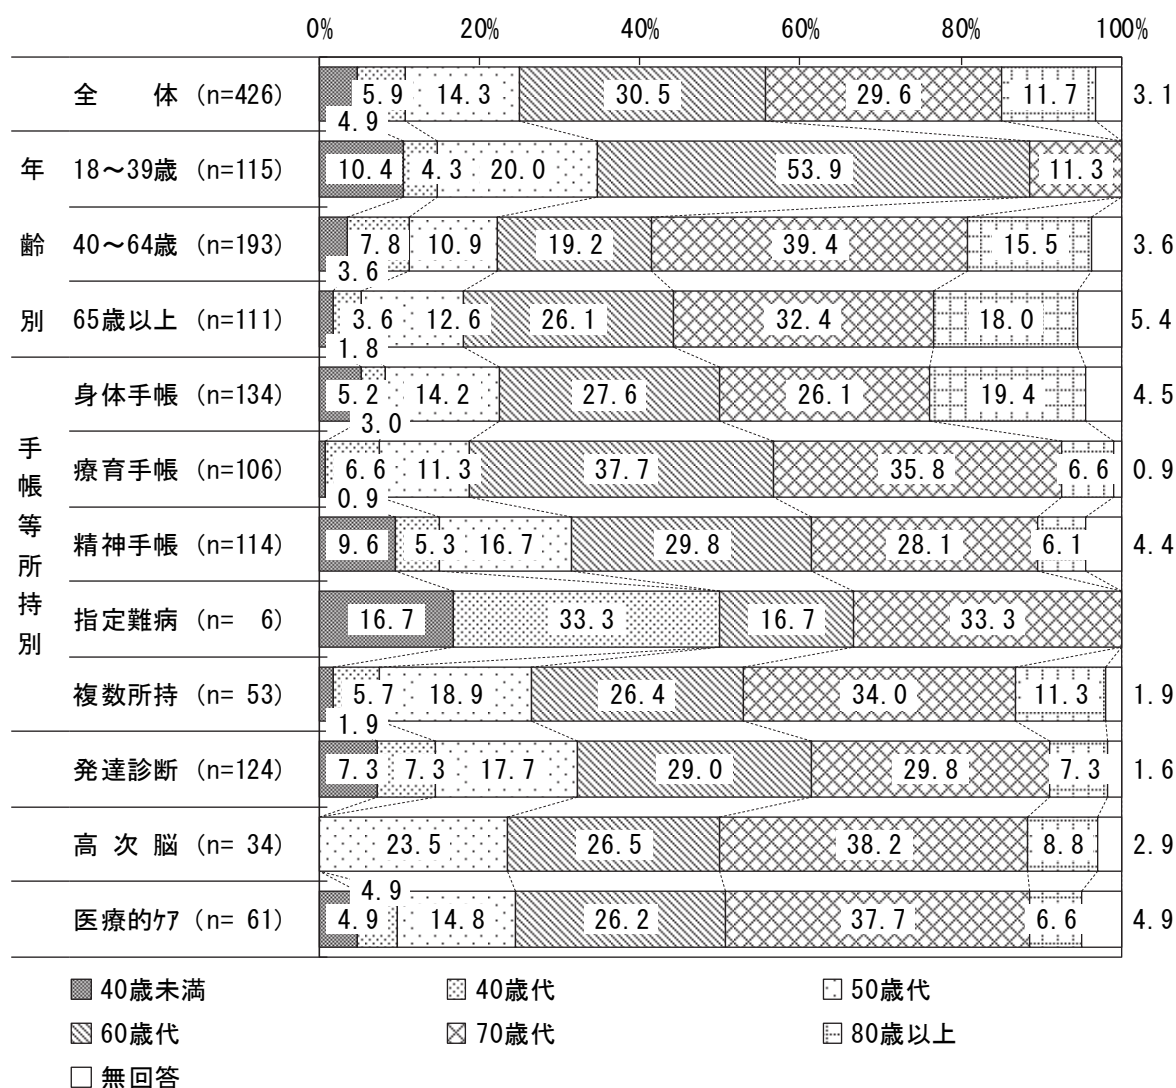 0% 20% 40% 60% 80% 100%
全 体 (n=426) 4.9 5.9 14.3 30.5 29.6 11.7 3.1
年齢別
18～39歳 (n=115) 10.4 4.3 20.0 53.9 11.3
40～64歳 (n=193) 3.6 7.8 10.9 19.2 39.4 15.5 3.6
65歳以上 (n=111) 1.8 3.6 12.6 26.1 32.4 18.0 5.4
手帳等所持別
身体手帳 (n=134) 5.2 3.0 14.2 27.6 26.1 19.4 4.5
療育手帳 (n=106) 0.9 6.6 11.3 37.7 35.8 6.6 0.9
精神手帳 (n=114) 9.6 5.3 16.7 29.8 28.1 6.1 4.4
指定難病 (n= 6) 16.7 33.3 16.7 33.3
複数所持 (n= 53) 1.9 5.7 18.9 26.4 34.0 11.3 1.9
発達診断 (n=124) 7.3 7.3 17.7 29.0 29.8 7.3 1.6
高 次 脳 (n= 34) 23.5 26.5 38.2 8.8 2.9
医療的ｹｱ (n= 61) 4.9 4.9 14.8 26.2 37.7 6.6 4.9
40歳未満 40歳代 50歳代
60歳代 70歳代 80歳以上
無回答